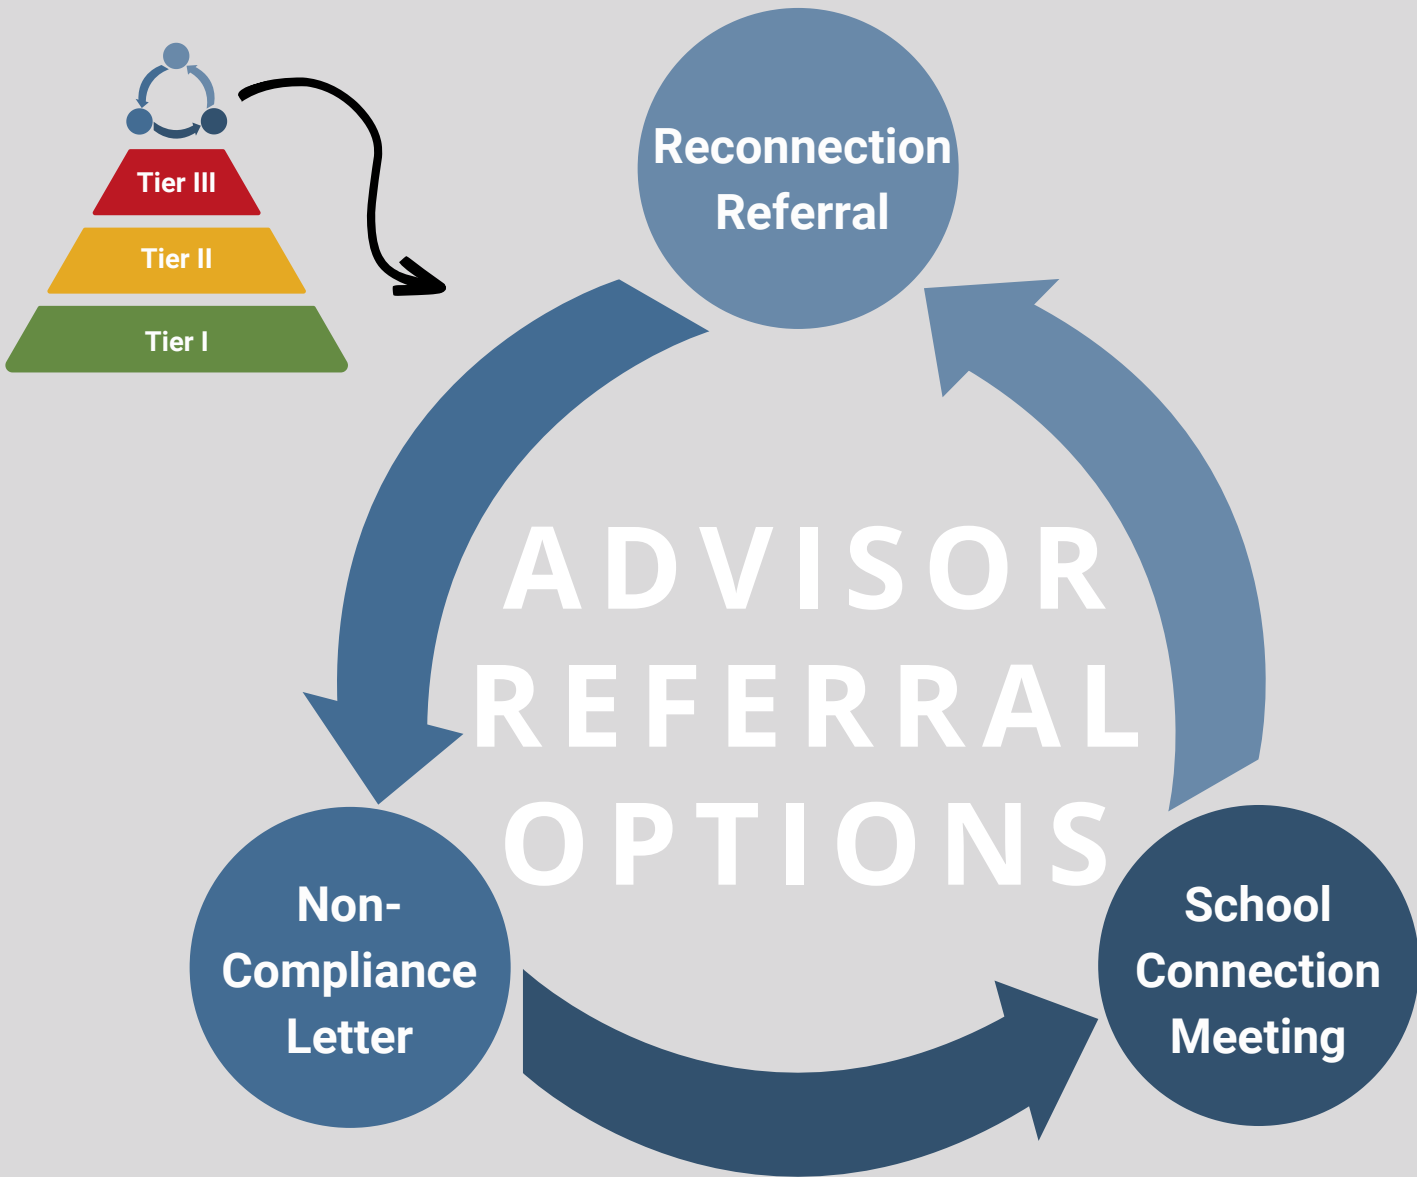 Tier III
Tier II
Tier I
Reconnection
Referral
ADVISOR
REFERRAL
OPTIONS
Non-
Compliance
Letter
School
Connection
Meeting